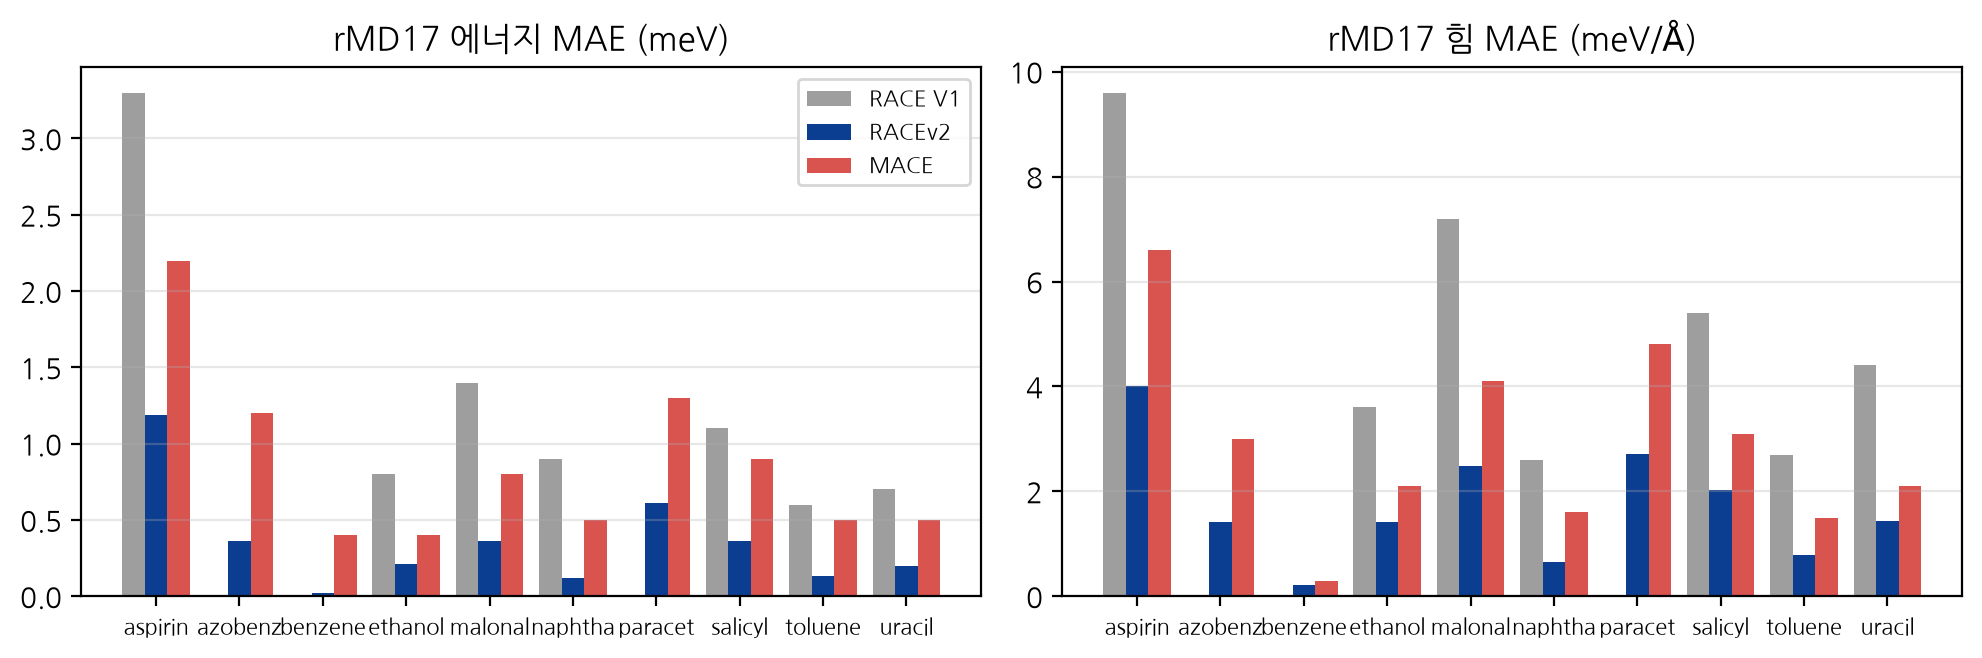 rMD17 에너지 MAE (meV)
3.0
2.5
2.0
1.5
1.0
0.5
0.0
RACE V1
RACEv2
MACE
aspirin azobenz benzene ethanol malonal naphtha paracet salicyl toluene uracil
rMD17 힘 MAE (meV/Å)
10
8
6
4
2
0
aspirin azobenz benzene ethanol malonal naphtha paracet salicyl toluene uracil